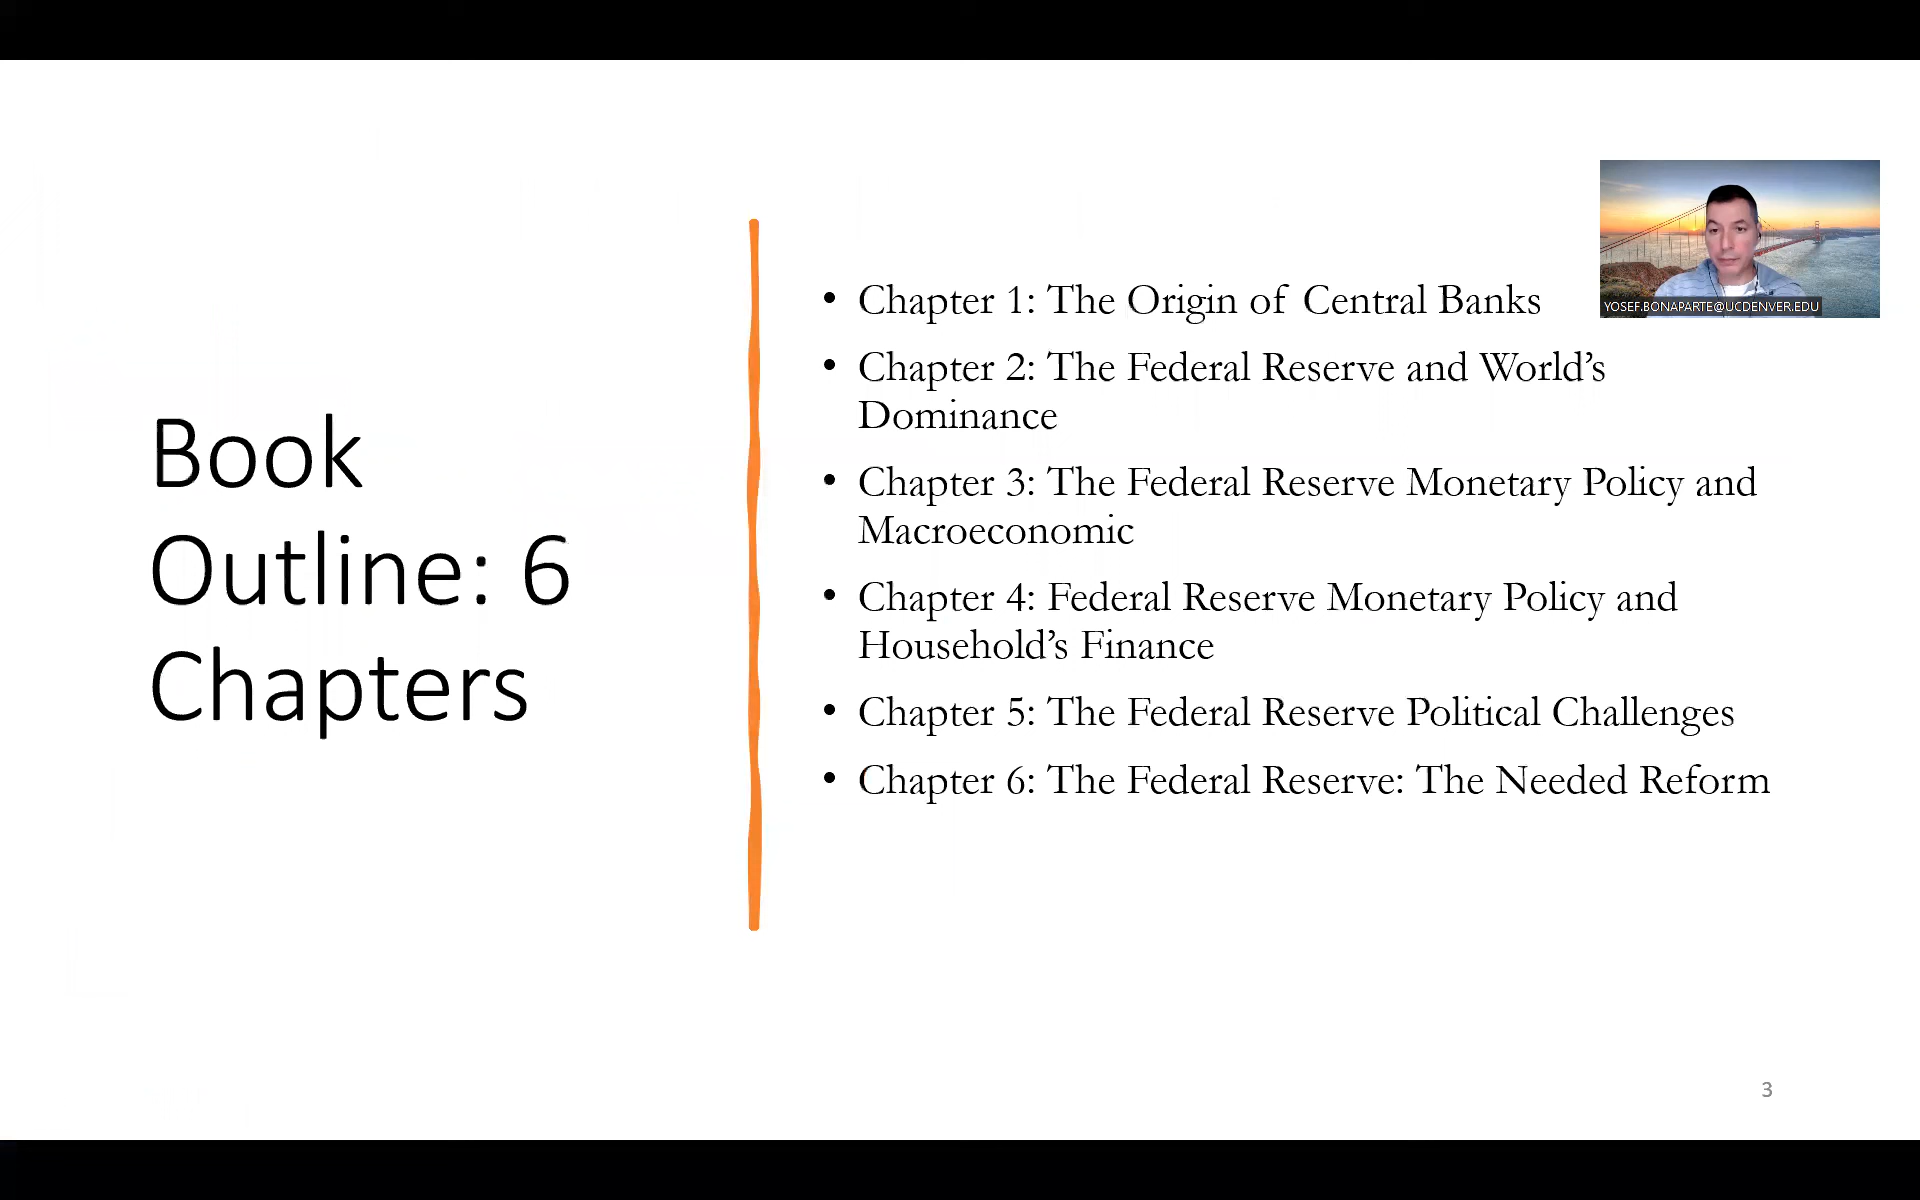 Book
Outline: 6
Chapters
• Chapter 1: The Origin of Central Banks
• Chapter 2: The Federal Reserve and World’s
Dominance
• Chapter 3: The Federal Reserve Monetary Policy and
Macroeconomic
• Chapter 4: Federal Reserve Monetary Policy and
Household’s Finance
• Chapter 5: The Federal Reserve Political Challenges
• Chapter 6: The Federal Reserve: The Needed Reform
YOSEF.BONAPARTE@UCDENVER.EDU
3